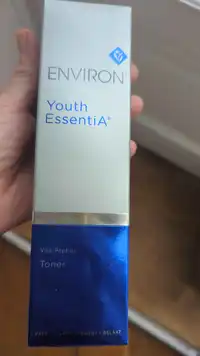 ENVIRON
Youth
EssentiA®
Vita-Peptide
Toner